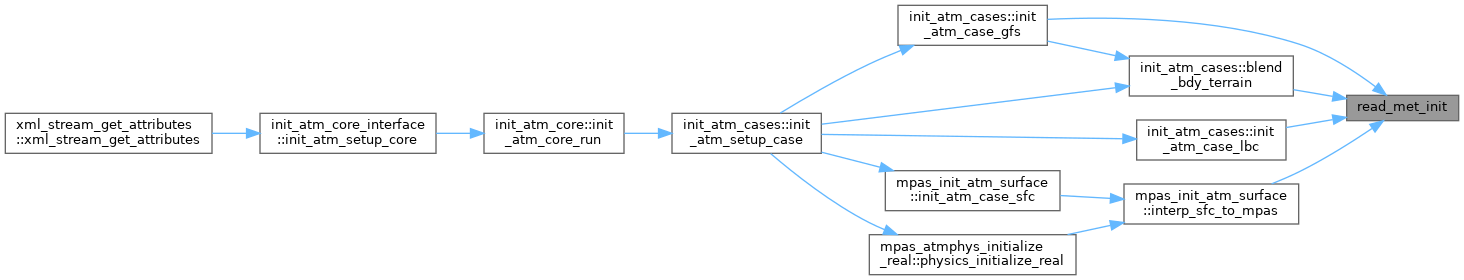 init_atm_cases::init
_atm_case_gfs
init_atm_cases::blend
_bdy_terrain
read_met_init
xml_stream_get_attributes
::xml_stream_get_attributes
init_atm_core_interface
::init_atm_setup_core
init_atm_core::init
_atm_core_run
init_atm_cases::init
_atm_setup_case
init_atm_cases::init
_atm_case_lbc
mpas_init_atm_surface
::init_atm_case_sfc
mpas_init_atm_surface
::interp_sfc_to_mpas
mpas_atmphys_initialize
_real::physics_initialize_real